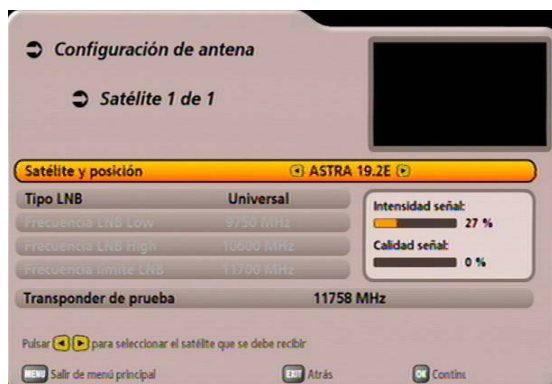 Configuración de antena
Satélite 1 de 1
Satélite y posición ASTRA 19.2E
Tipo LNB Universal
Frecuencia LNB Low 9750 MHz
Frecuencia LNB High 10600 MHz
Frecuencia límite LNB 11700 MHz
Intensidad señal:
27 %
Calidad señal:
0 %
Transponder de prueba 11758 MHz
Pulsar para seleccionar el satélite que se debe recibir
MENU Salir de menú principal EXIT Atrás OK Continu